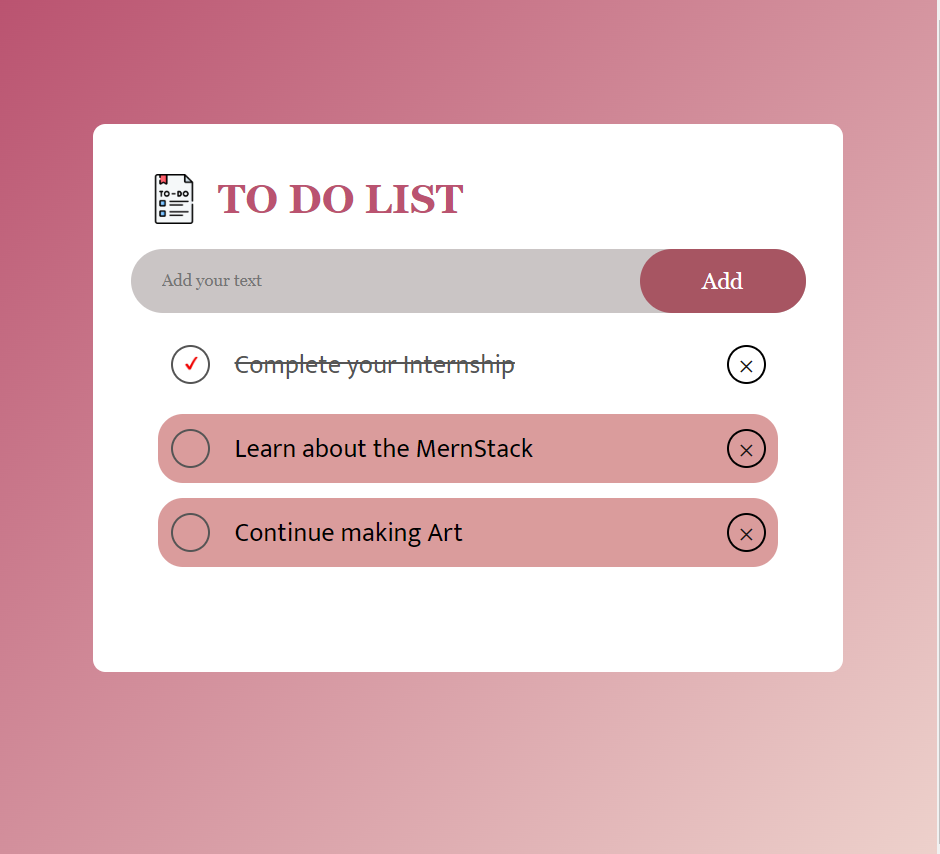 TO-DO
TO DO LIST
Add your text
Add
Complete your Internship
Learn about the MernStack
Continue making Art